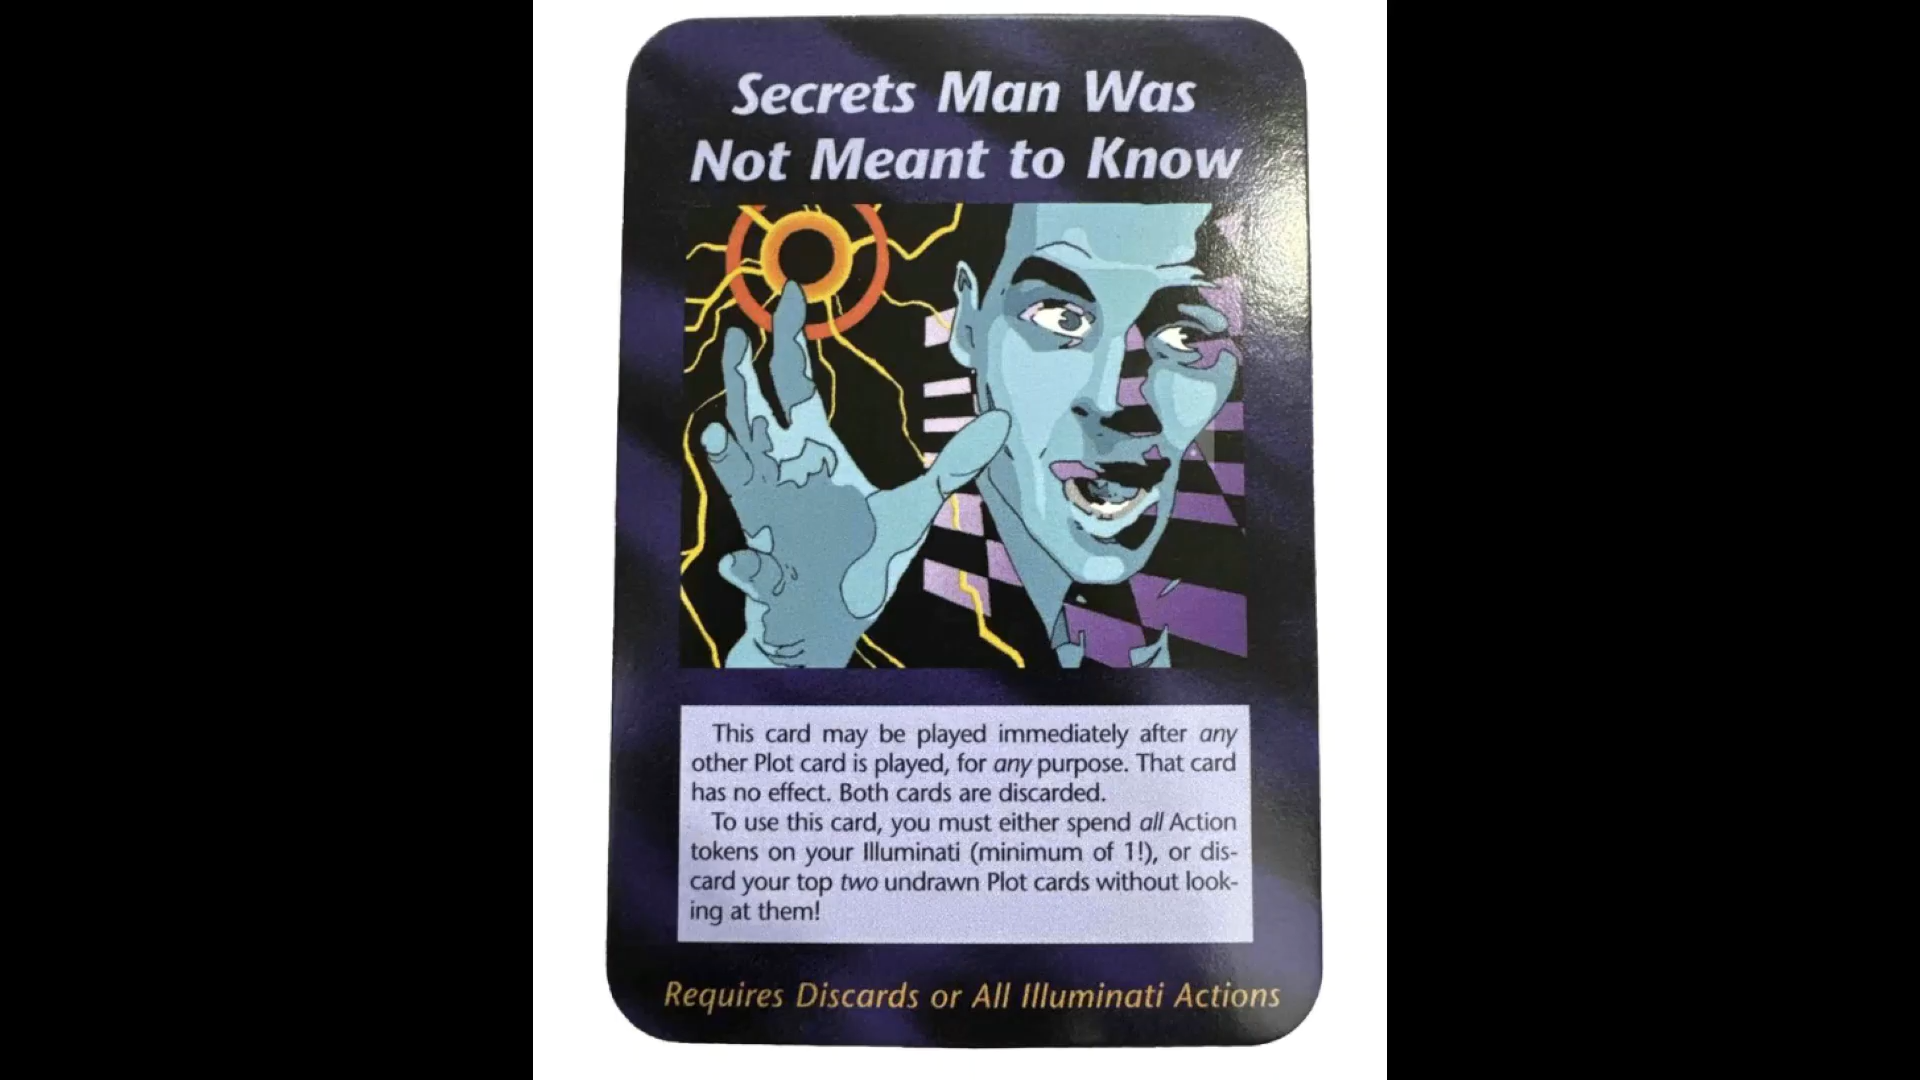 Secrets Man Was
Not Meant to Know
This card may be played immediately after any
other Plot card is played, for any purpose. That card
has no effect. Both cards are discarded.
To use this card, you must either spend all Action
tokens on your Illuminati (minimum of 1!), or dis-
card your top two undrawn Plot cards without look-
ing at them!
Requires Discards or All Illuminati Actions